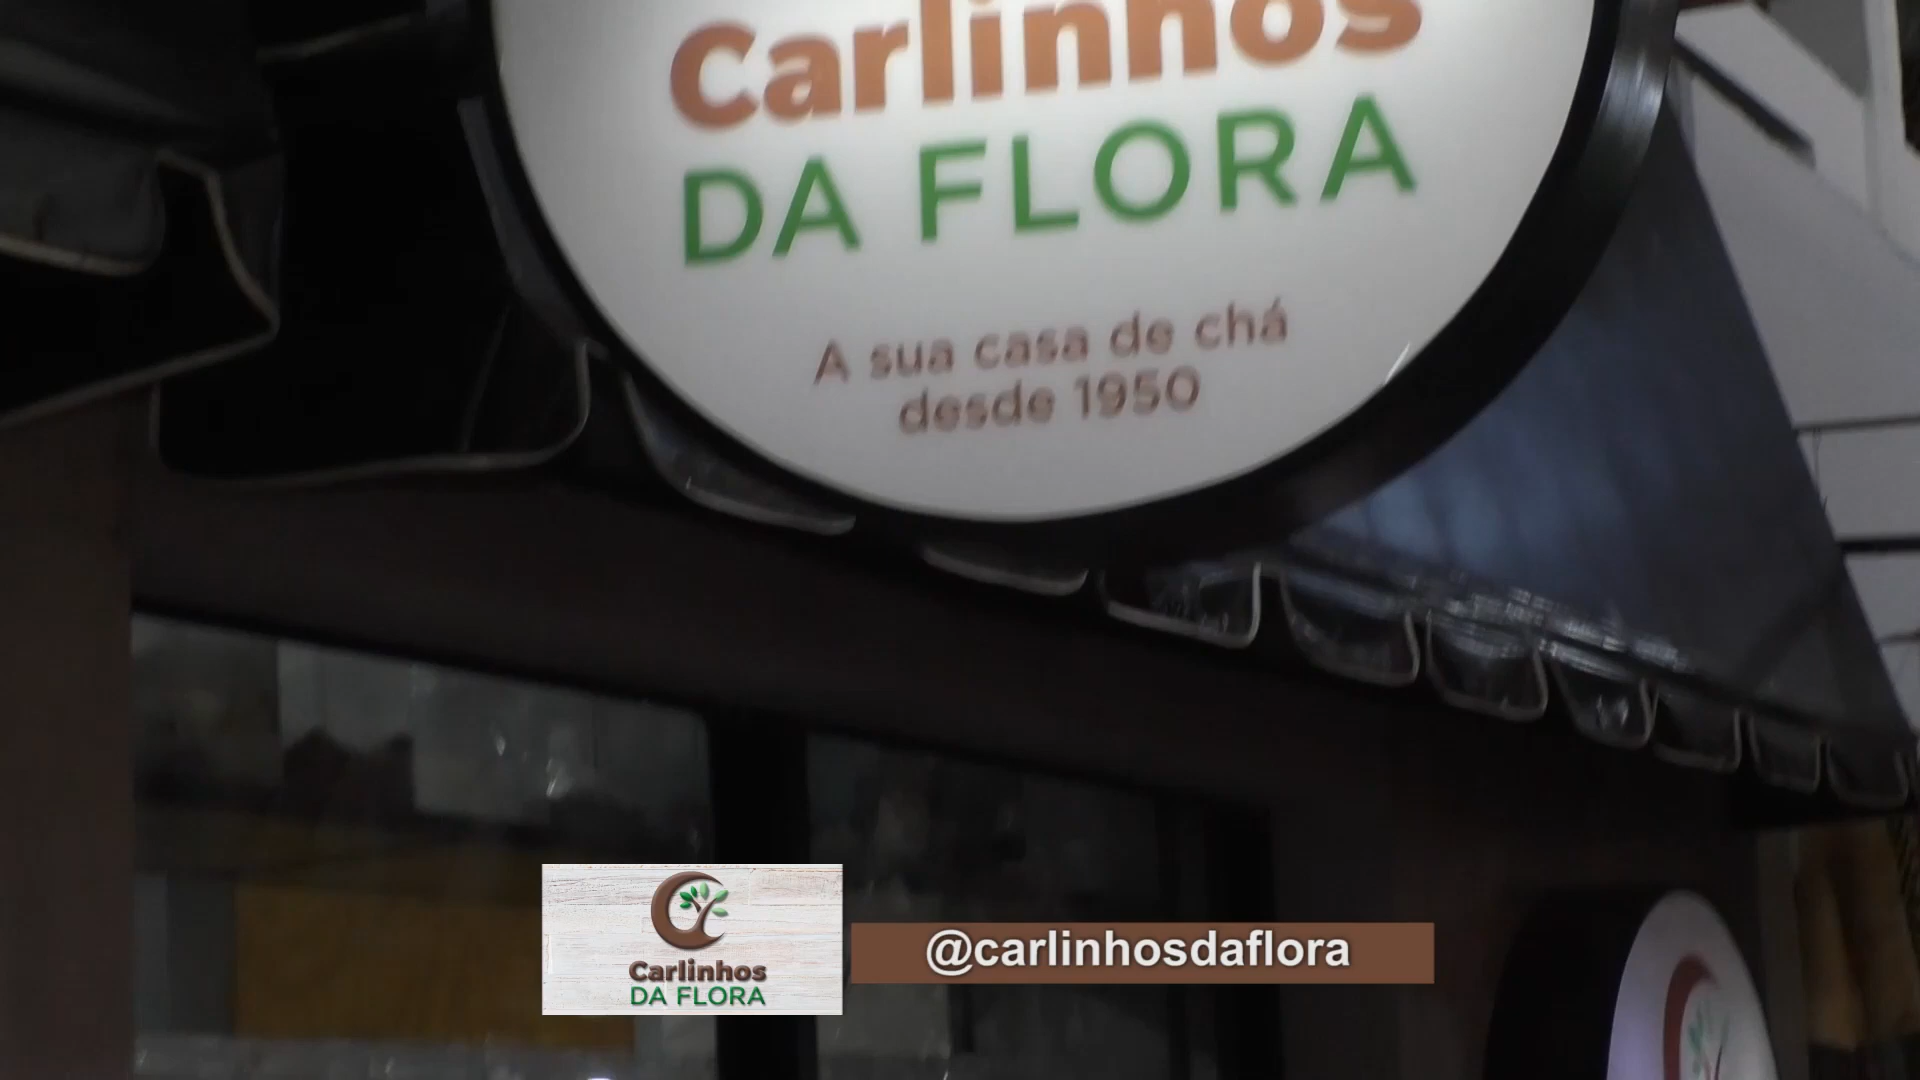 Carlinhos
DA FLORA
A sua casa de chá
desde 1950
Carlinhos
DA FLORA
@carlinhosdaflora